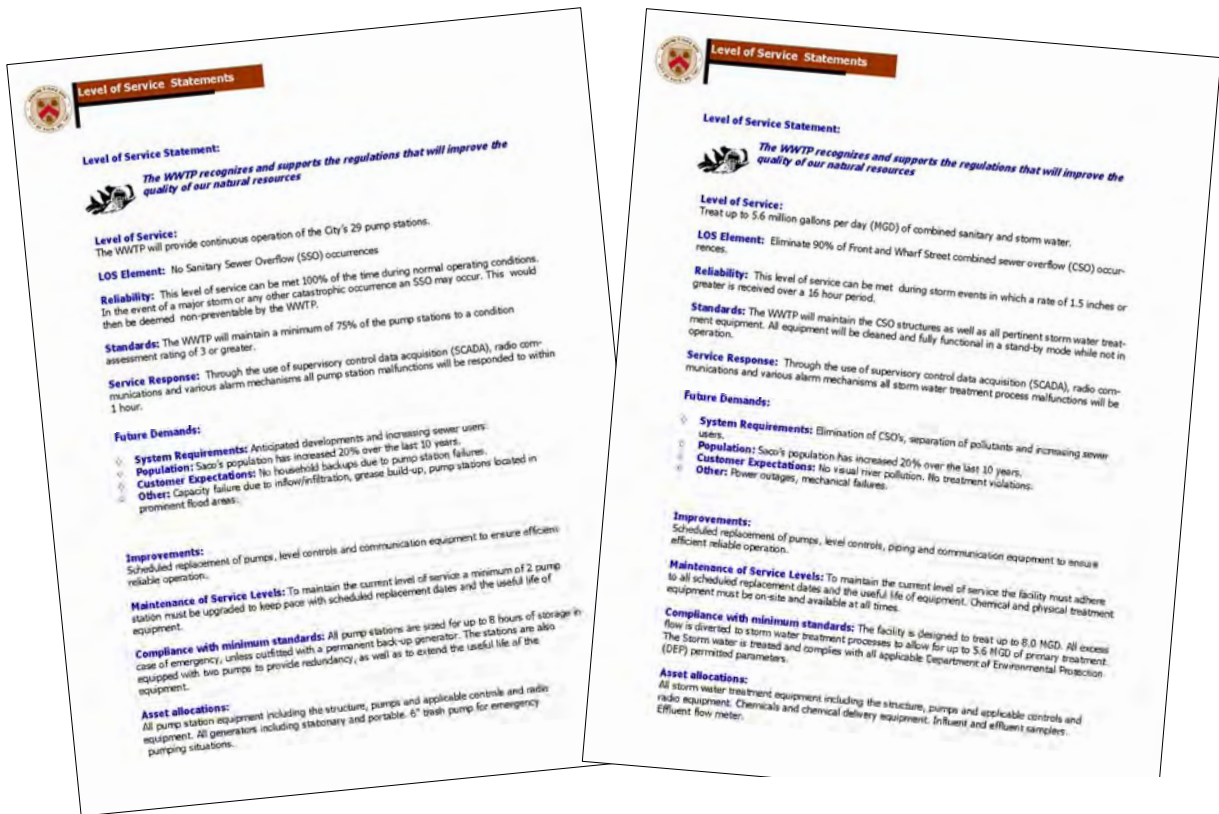 Level of Service Statements
Level of Service Statement:
The WWTP recognizes and supports the regulations that will improve the
quality of our natural resources
Level of Service:
The WWTP will provide continuous operation of the City's 29 pump stations.
LOS Element: No Sanitary Sewer Overflow (SSO) occurrences
Reliability: This level of service can be met 100% of the time during normal operating conditions.
In the event of a major storm or any other catastrophic occurrence an SSO may occur. This would
then be deemed non-preventable by the WWTP.
Standards: The WWTP will maintain a minimum of 75% of the pump stations to a condition
assessment rating of 3 or greater.
Service Response: Through the use of supervisory control data acquisition (SCADA), radio com-
munications and various alarm mechanisms all pump station malfunctions will be responded to within
1 hour.
Future Demands:
System Requirements: Anticipated developments and increasing sewer users.
Population: Saco's population has increased 20% over the last 10 years.
Customer Expectations: No household backups due to pump station failures.
Other: Capacity failure due to inflow/infiltration, grease build-up, pump stations located in
prominent flood areas.
Improvements:
Scheduled replacement of pumps, level controls and communication equipment to ensure efficient
reliable operation.
Maintenance of Service Levels: To maintain the current level of service a minimum of 2 pump
station must be upgraded to keep pace with scheduled replacement dates and the useful life of
equipment.
Compliance with minimum standards: All pump stations are sized for up to 8 hours of storage in
case of emergency, unless outfitted with a permanent back-up generator. The stations are also
equipped with two pumps to provide redundancy, as well as to extend the useful life of the
equipment.
Asset allocations:
All pump station equipment including the structure, pumps and applicable controls and radio
equipment. All generators including stationary and portable. 6" trash pump for emergency
pumping situations.
Level of Service Statements
Level of Service Statement:
The WWTP recognizes and supports the regulations that will improve the
quality of our natural resources
Level of Service:
Treat up to 5.6 million gallons per day (MGD) of combined sanitary and storm water.
LOS Element: Eliminate 90% of Front and Wharf Street combined sewer overflow (CSO) occur-
rences.
Reliability: This level of service can be met during storm events in which a rate of 1.5 inches or
greater is received over a 16 hour period.
Standards: The WWTP will maintain the CSO structures as well as all pertinent storm water treat-
ment equipment. All equipment will be cleaned and fully functional in a stand-by mode while not in
operation.
Service Response: Through the use of supervisory control data acquisition (SCADA), radio com-
munications and various alarm mechanisms all storm water treatment process malfunctions will be
Future Demands:
System Requirements: Elimination of CSO's, separation of pollutants and increasing sewer
users.
Population: Saco's population has increased 20% over the last 10 years.
Customer Expectations: No visual river pollution. No treatment violations.
Other: Power outages, mechanical failures.
Improvements:
Scheduled replacement of pumps, level controls, piping and communication equipment to ensure
efficient reliable operation.
Maintenance of Service Levels: To maintain the current level of service the facility must adhere
to all scheduled replacement dates and the useful life of equipment. Chemical and physical treatment
equipment must be on-site and available at all times.
Compliance with minimum standards: The facility is designed to treat up to 8.0 MGD. All excess
flow is diverted to storm water treatment processes to allow for up to 5.6 MGD of primary treatment.
The Storm water is treated and complies with all applicable Department of Environmental Protection
(DEP) permitted parameters.
Asset allocations:
All storm water treatment equipment including the structure, pumps and applicable controls and
radio equipment. Chemicals and chemical delivery equipment. Influent and effluent samplers.
Effluent flow meter.